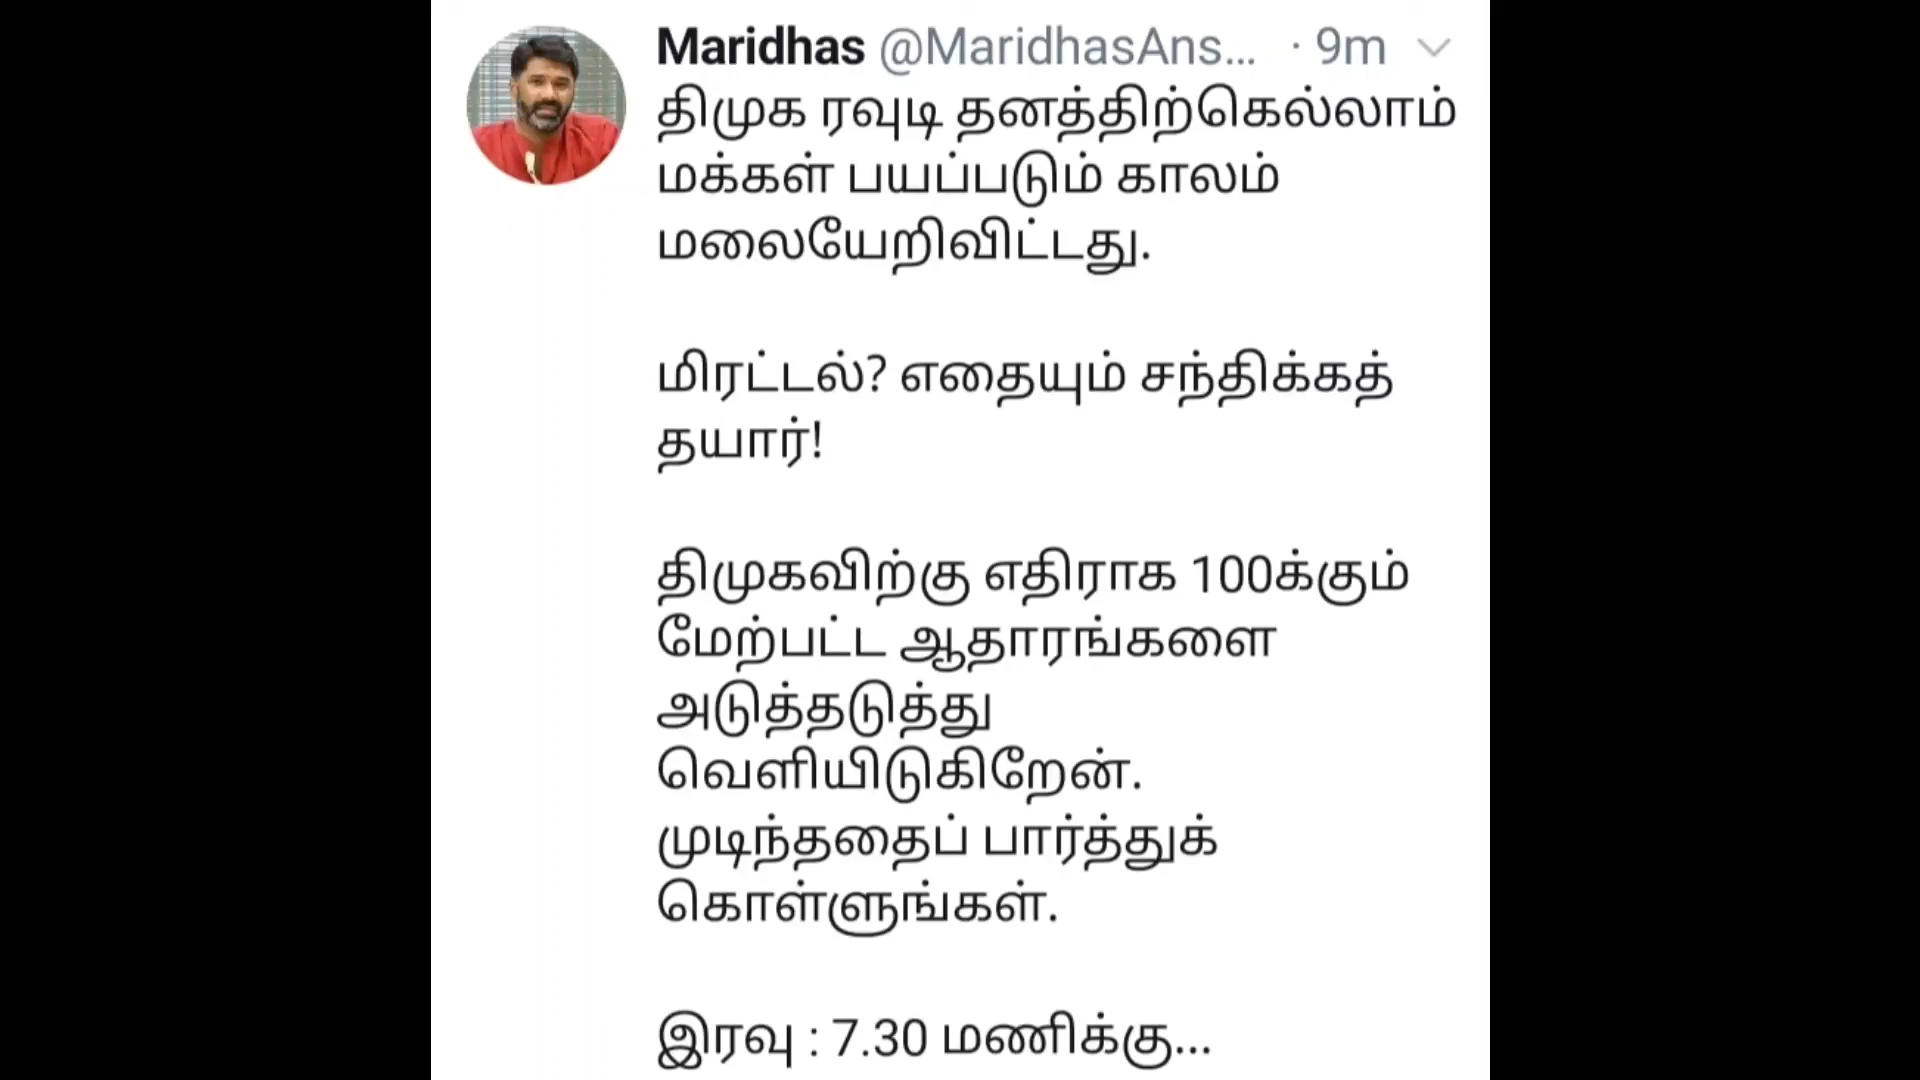 Maridhas @MaridhasAns... · 9m
திமுக ரவுடி தனத்திற்கெல்லாம்
மக்கள் பயப்படும் காலம்
மலையேறிவிட்டது.
மிரட்டல்? எதையும் சந்திக்கத்
தயார்!
திமுகவிற்கு எதிராக 100க்கும்
மேற்பட்ட ஆதாரங்களை
அடுத்தடுத்து
வெளியிடுகிறேன்.
முடிந்ததைப் பார்த்துக்
கொள்ளுங்கள்.
இரவு : 7.30 மணிக்கு...